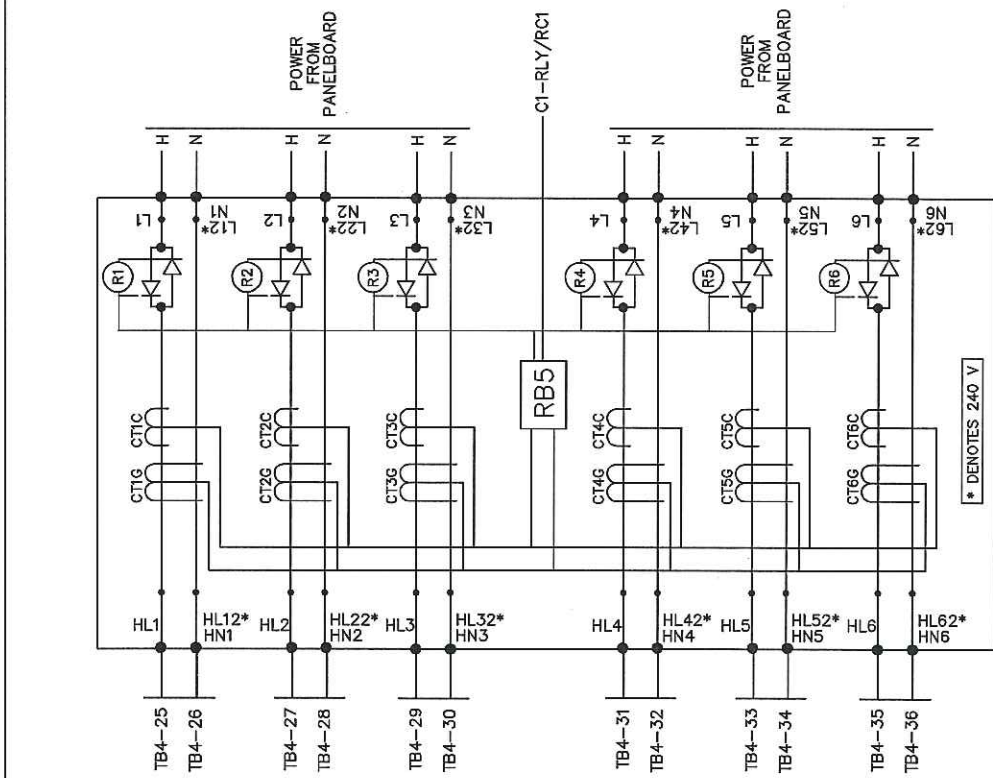 POWER
FROM
PANELBOARD
C1-RLY/RC1
POWER
FROM
PANELBOARD
H
N
H
N
H
N
H
N
H
N
H
N
L1
N1
L12*
L2
N2
L22*
L3
N3
L32*
L4
N4
L42*
L5
N5
L52*
L6
N6
L62*
R1
R2
R3
R4
R5
R6
RB5
CT1C
CT2C
CT3C
CT4C
CT5C
CT6C
CT1G
CT2G
CT3G
CT4G
CT5G
CT6G
* DENOTES 240 V
HL1
HL12*
HN1
HL2
HL22*
HN2
HL3
HL32*
HN3
HL4
HL42*
HN4
HL5
HL52*
HN5
HL6
HL62*
HN6
TB4-25
TB4-26
TB4-27
TB4-28
TB4-29
TB4-30
TB4-31
TB4-32
TB4-33
TB4-34
TB4-35
TB4-36